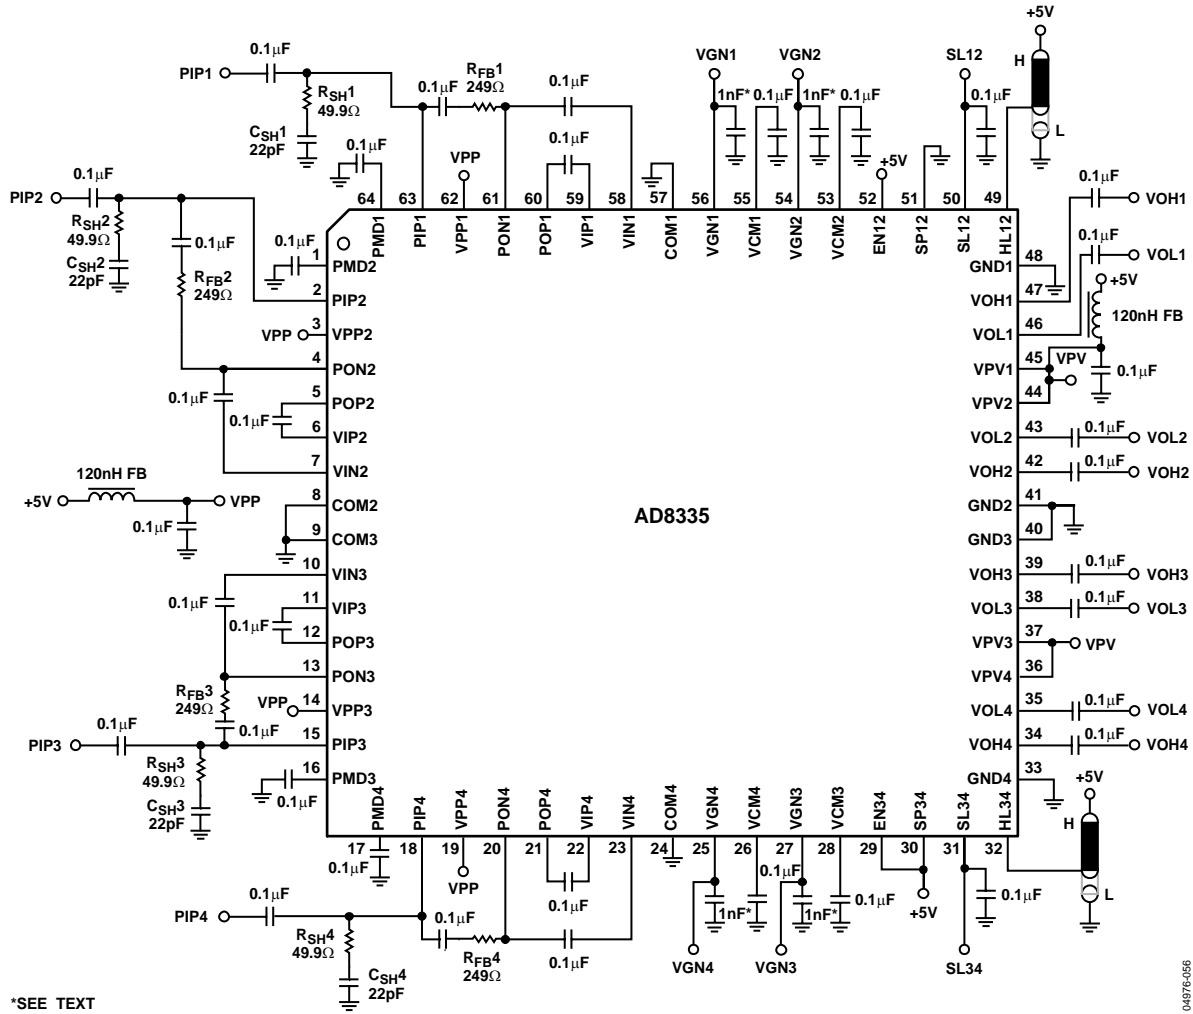 +5V
H
L
VGN1
VGN2
SL12
0.1µF
PIP1
RSH1
49.9Ω
CSH1
22pF
0.1µF
RFB1
249Ω
0.1µF
0.1µF
0.1µF
VPP
1nF* 0.1µF
1nF* 0.1µF
+5V
0.1µF
64 63 62 61 60 59 58 57 56 55 54 53 52 51 50 49
PMD1 PIP1 VPP1 PON1 POP1 VIP1 VIN1 COM1 VGN1 VCM1 VGN2 VCM2 EN12 SP12 SL12 HL12
0.1µF
PIP2
RSH2
49.9Ω
CSH2
22pF
0.1µF
RFB2
249Ω
0.1µF
1 PMD2
2 PIP2
VPP 3 VPP2
4 PON2
0.1µF
5 POP2
0.1µF
6 VIP2
7 VIN2
120nH FB
+5V
VPP
0.1µF
8 COM2
9 COM3
10 VIN3
0.1µF
11 VIP3
0.1µF
12 POP3
13 PON3
RFB3
249Ω
VPP 14 VPP3
0.1µF
0.1µF
PIP3
15 PIP3
RSH3
49.9Ω
CSH3
22pF
16 PMD3
0.1µF
AD8335
0.1µF
VOH1
0.1µF
VOL1
GND1 48
+5V
VOH1 47
120nH FB
VOL1 46
VPV1 45
VPV
0.1µF
VPV2 44
VOL2 43
0.1µF
VOL2
VOH2 42
0.1µF
VOH2
GND2 41
GND3 40
VOH3 39
0.1µF
VOH3
VOL3 38
0.1µF
VOL3
VPV3 37
VPV
VPV4 36
VOL4 35
0.1µF
VOL4
VOH4 34
0.1µF
VOH4
GND4 33
+5V
H
L
PMD4 PIP4 VPP4 PON4 POP4 VIP4 VIN4 COM4 VGN4 VCM4 VGN3 VCM3 EN34 SP34 SL34 HL34
17 18 19 20 21 22 23 24 25 26 27 28 29 30 31 32
0.1µF
VPP
0.1µF
0.1µF
PIP4
RSH4
49.9Ω
CSH4
22pF
0.1µF
RFB4
249Ω
0.1µF
1nF*
0.1µF
1nF*
0.1µF
+5V
0.1µF
VGN4
VGN3
SL34
*SEE TEXT
04976-056